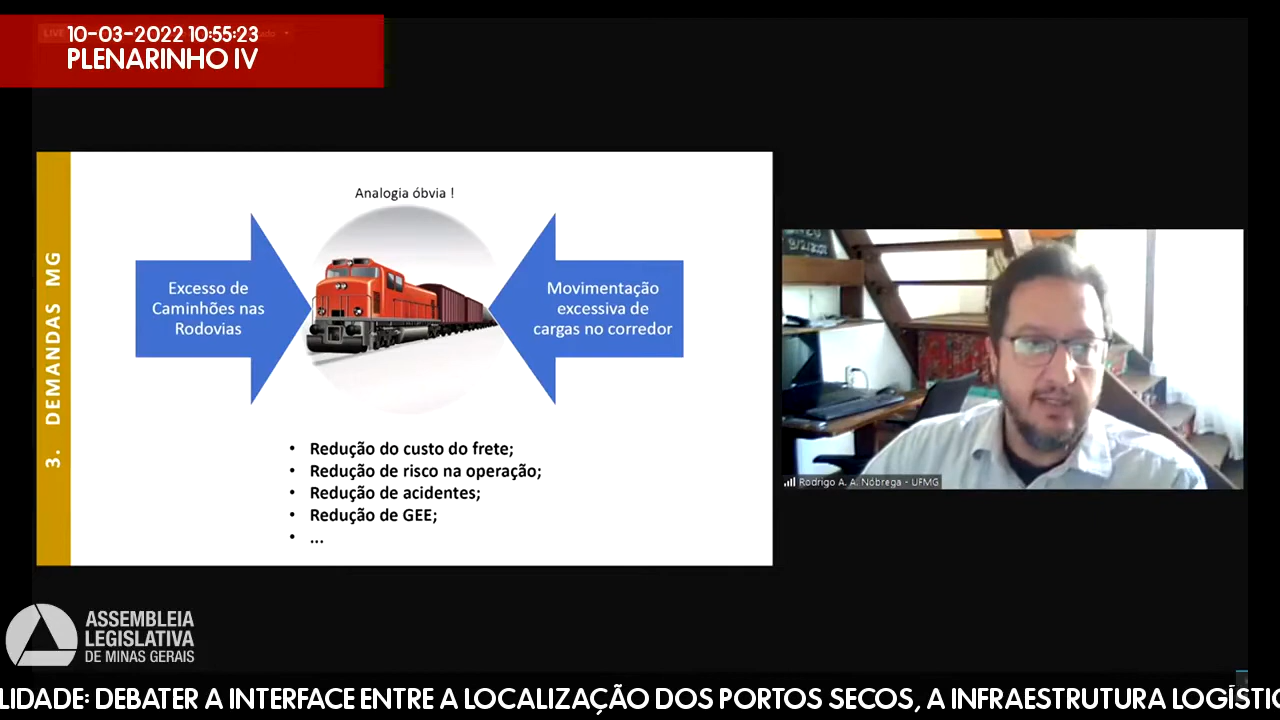 LIVE
10-03-2022 10:55:23
PLENARINHO IV
3. DEMANDAS MG
Analogia óbvia !
Excesso de
Caminhões nas
Rodovias
Movimentação
excessiva de
cargas no corredor
• Redução do custo do frete;
• Redução de risco na operação;
• Redução de acidentes;
• Redução de GEE;
• ...
Rodrigo A. A. Nóbrega - UFMG
ASSEMBLEIA
LEGISLATIVA
DE MINAS GERAIS
LIDADE: DEBATER A INTERFACE ENTRE A LOCALIZAÇÃO DOS PORTOS SECOS, A INFRAESTRUTURA LOGÍSTIC